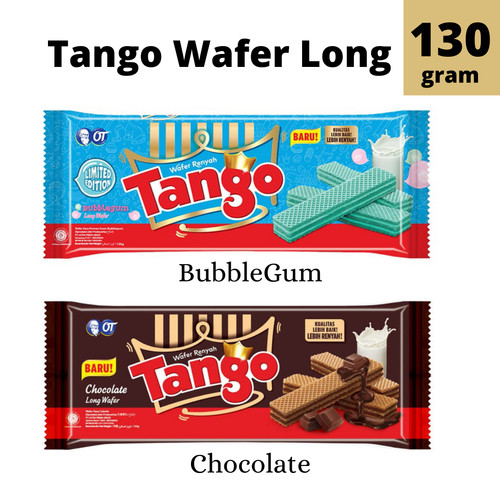 Tango Wafer Long
130
gram
OT
BARU!
KUALITAS
LEBIH BAIK!
LEBIH RENYAH!
Wafer Renyah
Tango
LIMITED
EDITION
BubbleGum
Long Wafer
BubbleGum
OT
KUALITAS
LEBIH BAIK!
LEBIH RENYAH!
Wafer Renyah
Tango
BARU!
Chocolate
Long Wafer
Chocolate